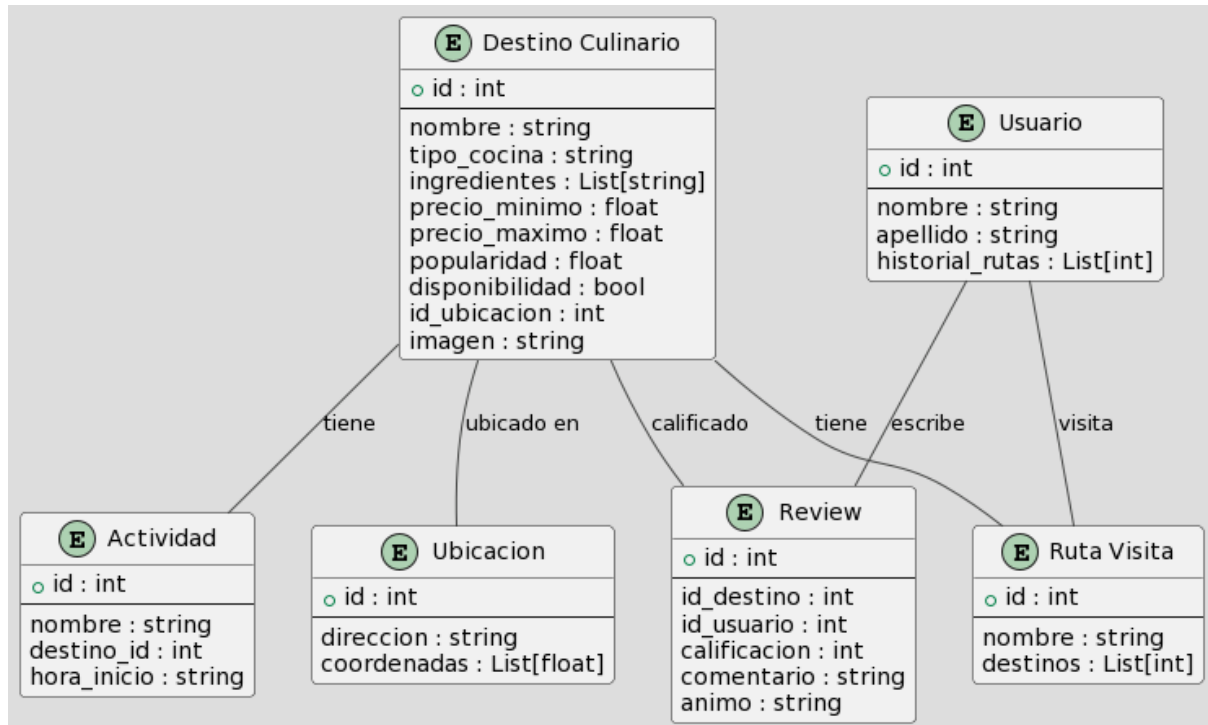 E Destino Culinario
id : int
nombre : string
tipo_cocina : string
ingredientes : List[string]
precio_minimo : float
precio_maximo : float
popularidad : float
disponibilidad : bool
id_ubicacion : int
imagen : string
E Usuario
id : int
nombre : string
apellido : string
historial_rutas : List[int]
tiene
ubicado en
calificado
tiene
escribe
visita
E Actividad
id : int
nombre : string
destino_id : int
hora_inicio : string
E Ubicacion
id : int
direccion : string
coordenadas : List[float]
E Review
id : int
id_destino : int
id_usuario : int
calificacion : int
comentario : string
animo : string
E Ruta Visita
id : int
nombre : string
destinos : List[int]